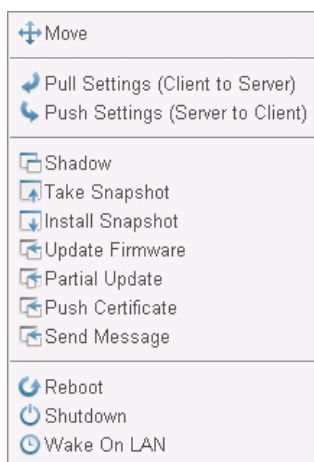 Move
Pull Settings (Client to Server)
Push Settings (Server to Client)
Shadow
Take Snapshot
Install Snapshot
Update Firmware
Partial Update
Push Certificate
Send Message
Reboot
Shutdown
Wake On LAN